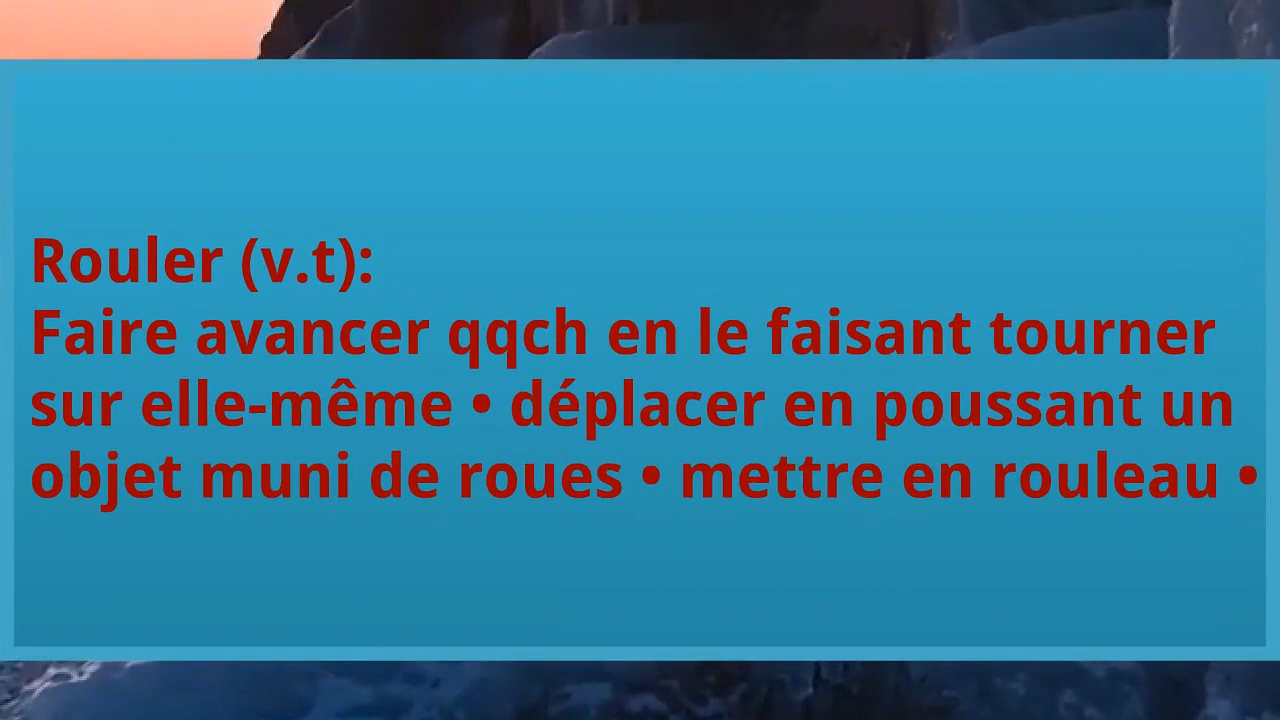 Rouler (v.t):
Faire avancer qqch en le faisant tourner
sur elle-même • déplacer en poussant un
objet muni de roues • mettre en rouleau •